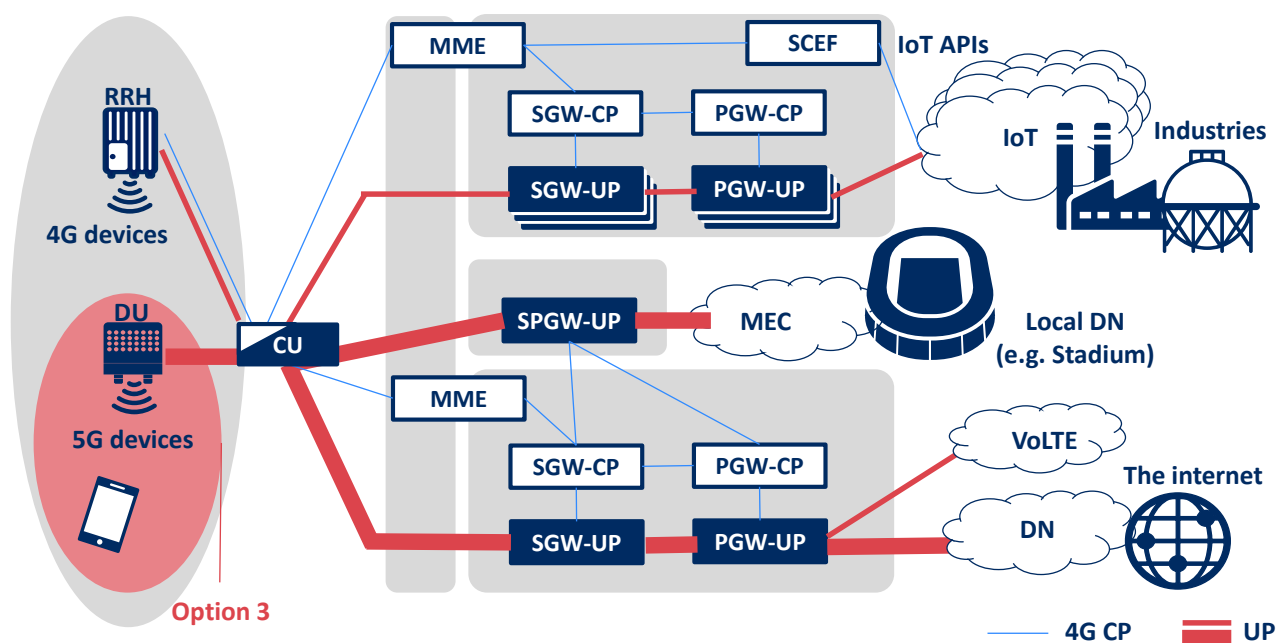 MME
SCEF
IoT APIs
RRH
SGW-CP
PGW-CP
IoT
Industries
SGW-UP
PGW-UP
4G devices
DU
CU
SPGW-UP
MEC
Local DN
(e.g. Stadium)
MME
5G devices
VoLTE
SGW-CP
PGW-CP
The internet
SGW-UP
PGW-UP
DN
Option 3
4G CP
UP